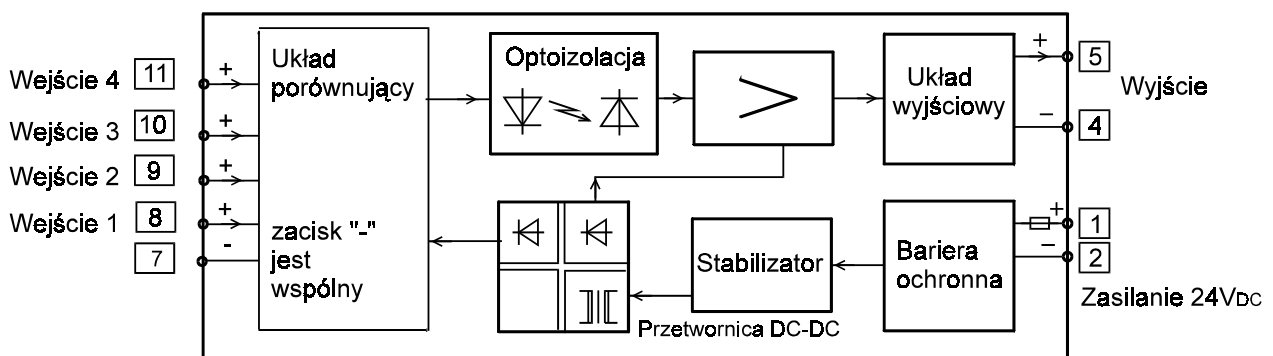 Wejście 4 11 +
Wejście 3 10 +
Wejście 2 9 +
Wejście 1 8 +
7 -
Układ
porównujący
zacisk "-"
jest
wspólny
Optoizolacja
Układ
wyjściowy
+ 5
Wyjście
− 4
Stabilizator
Przetwornica DC-DC
Bariera
ochronna
+ 1
− 2
Zasilanie 24VDC